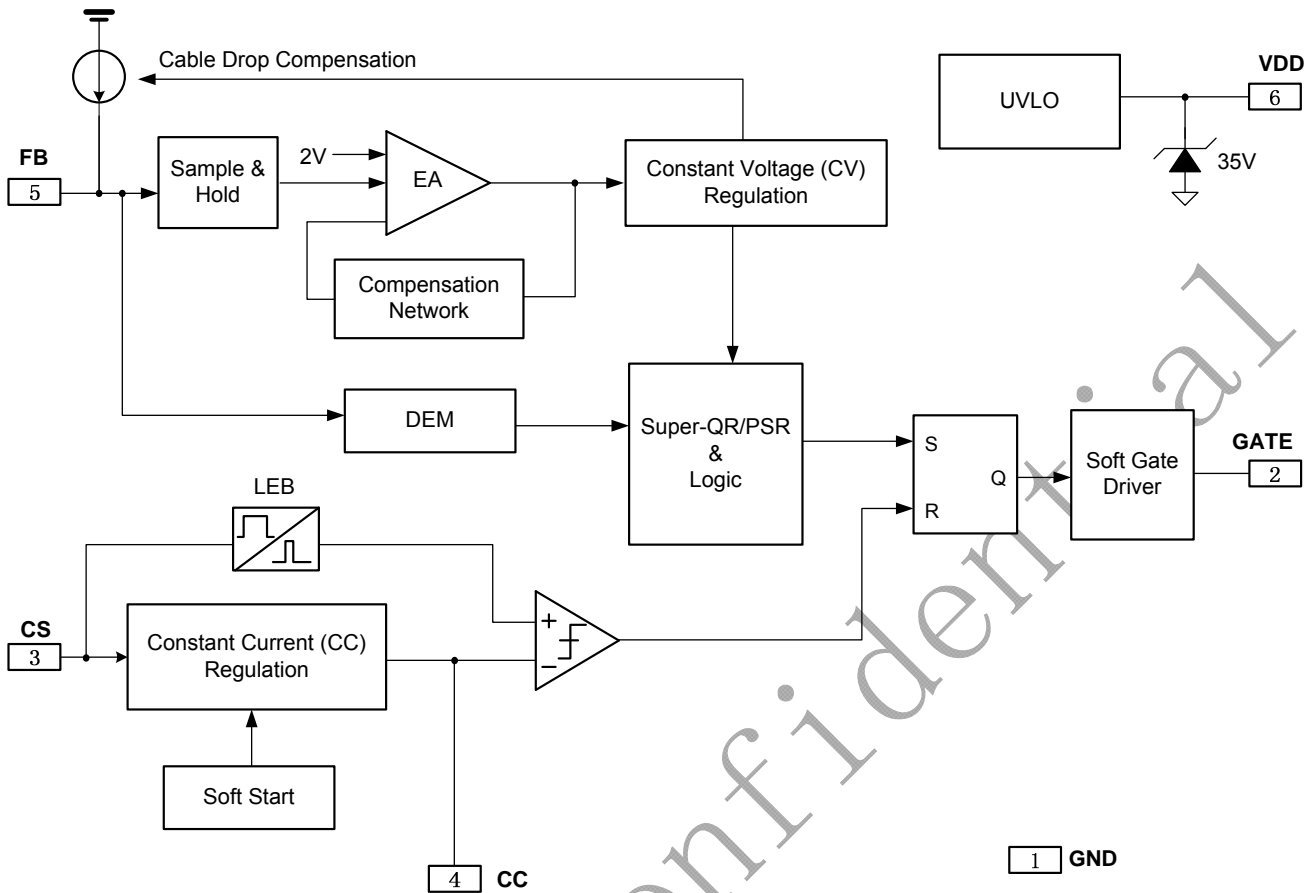 Cable Drop Compensation
VDD
6
UVLO
35V
FB
5
Sample &
Hold
2V
EA
Constant Voltage (CV)
Regulation
Compensation
Network
DEM
Super-QR/PSR
&
Logic
S
Q
R
Soft Gate
Driver
GATE
2
LEB
CS
3
Constant Current (CC)
Regulation
+
−
Soft Start
4
CC
1
GND
onfidential